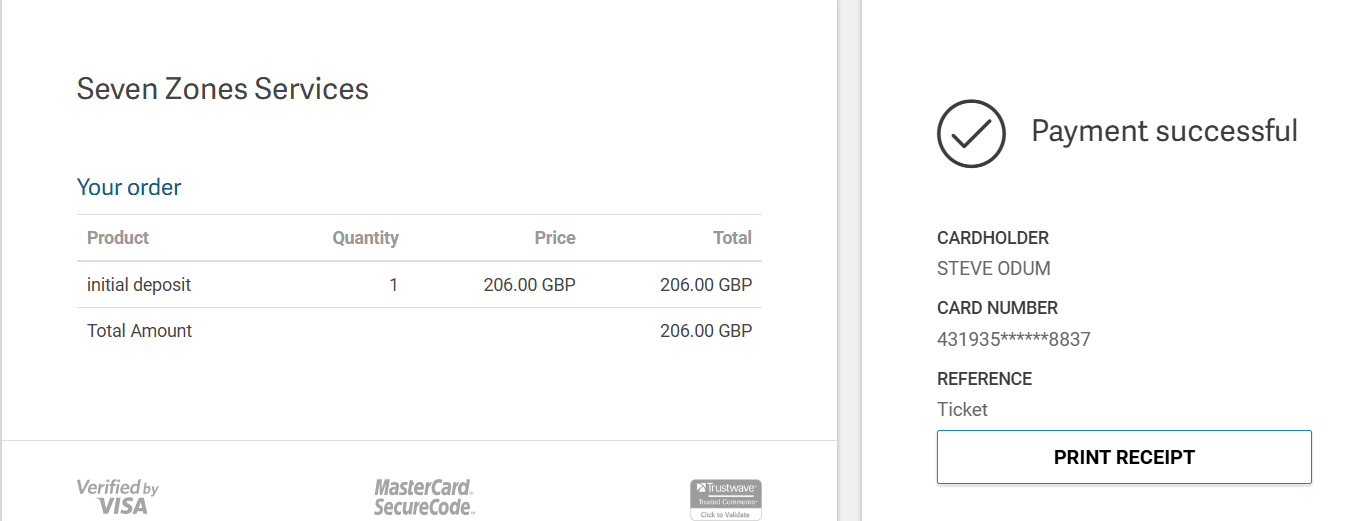 Seven Zones Services
Your order
Product Quantity Price Total
initial deposit 1 206.00 GBP 206.00 GBP
Total Amount 206.00 GBP
Verified by
VISA
MasterCard.
SecureCode™
Trustwave®
Trusted Commerce®
Click to Validate
Payment successful
CARDHOLDER
STEVE ODUM
CARD NUMBER
431935******8837
REFERENCE
Ticket
PRINT RECEIPT